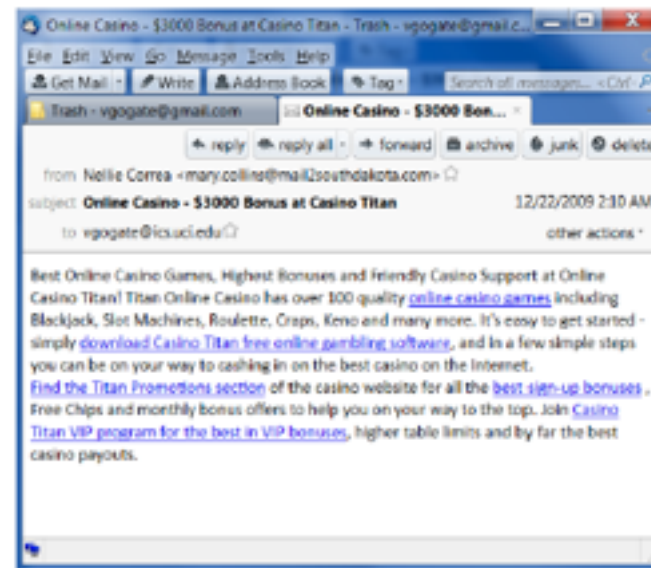 Online Casino - $3000 Bonus at Casino Titan - Trash - vgogate@gmail.c...
File Edit View Go Message Tools Help
Get Mail Write Address Book Tag Search all messages... <Ctrl-
Trash - vgogate@gmail.com Online Casino - $3000 Bon...
reply reply all forward archive junk delete
from Nellie Correa <mary.collins@mail2southdakota.com>
subject Online Casino - $3000 Bonus at Casino Titan 12/22/2009 2:10 AM
to vgogate@ics.uci.edu other actions
Best Online Casino Games, Highest Bonuses and Friendly Casino Support at Online
Casino Titan! Titan Online Casino has over 100 quality online casino games including
Blackjack, Slot Machines, Roulette, Craps, Keno and many more. It's easy to get started -
simply download Casino Titan free online gambling software, and in a few simple steps
you can be on your way to cashing in on the best casino on the Internet.
Find the Titan Promotions section of the casino website for all the best sign-up bonuses ,
Free Chips and monthly bonus offers to help you on your way to the top. Join Casino
Titan VIP program for the best in VIP bonuses, higher table limits and by far the best
casino payouts.